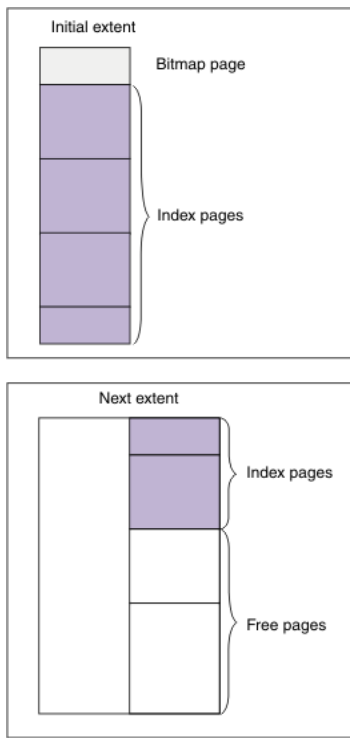 Initial extent
Bitmap page
Index pages
Next extent
Index pages
Free pages